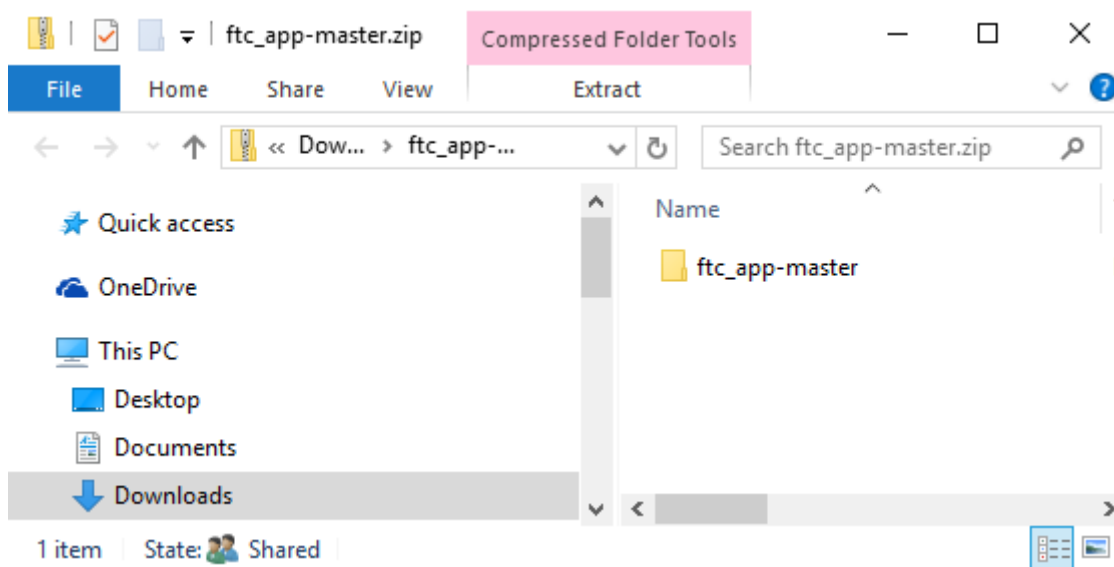 ftc_app-master.zip
Compressed Folder Tools
File Home Share View Extract
?
« Dow... › ftc_app-...
Search ftc_app-master.zip
Quick access
OneDrive
This PC
Desktop
Documents
Downloads
Name
ftc_app-master
1 item State: Shared